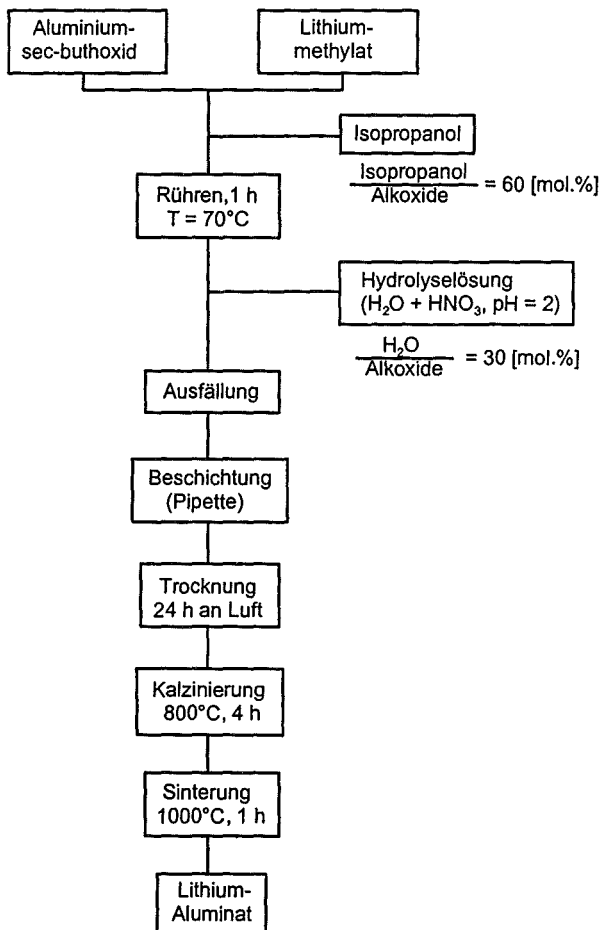 Aluminium-
sec-buthoxid
Lithium-
methylat
Isopropanol
Isopropanol
Alkoxide
= 60 [mol.%]
Rühren,1 h
T = 70°C
Hydrolyselösung
(H₂O + HNO₃, pH = 2)
H₂O
Alkoxide
= 30 [mol.%]
Ausfällung
Beschichtung
(Pipette)
Trocknung
24 h an Luft
Kalzinierung
800°C, 4 h
Sinterung
1000°C, 1 h
Lithium-
Aluminat